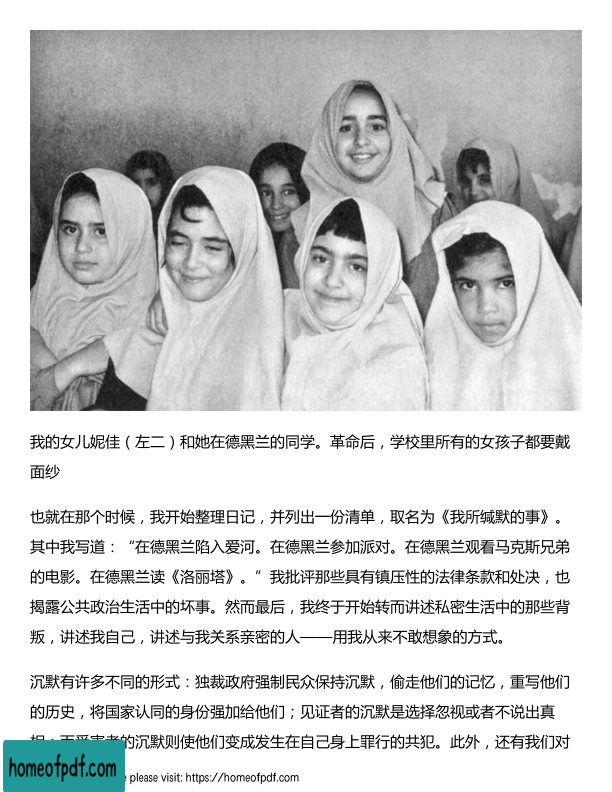 我的女儿妮佳（左二）和她在德黑兰的同学。革命后，学校里所有的女孩子都要戴
面纱
也就在那个时候，我开始整理日记，并列出一份清单，取名为《我所缄默的事》。
其中我写道：“在德黑兰陷入爱河。在德黑兰参加派对。在德黑兰观看马克斯兄弟
的电影。在德黑兰读《洛丽塔》。”我批评那些具有镇压性的法律条款和处决，也
揭露公共政治生活中的坏事。然而最后，我终于开始转而讲述私密生活中的那些背
叛，讲述我自己，讲述与我关系亲密的人——用我从来不敢想象的方式。
沉默有许多不同的形式：独裁政府强制民众保持沉默，偷走他们的记忆，重写他们
的历史，将国家认同的身份强加给他们；见证者的沉默是选择忽视或者不说出真
的沉默则使他们变成发生在自己身上罪行的共犯。此外，还有我们对
homeofpdf.com
please visit: https://homeofpdf.com